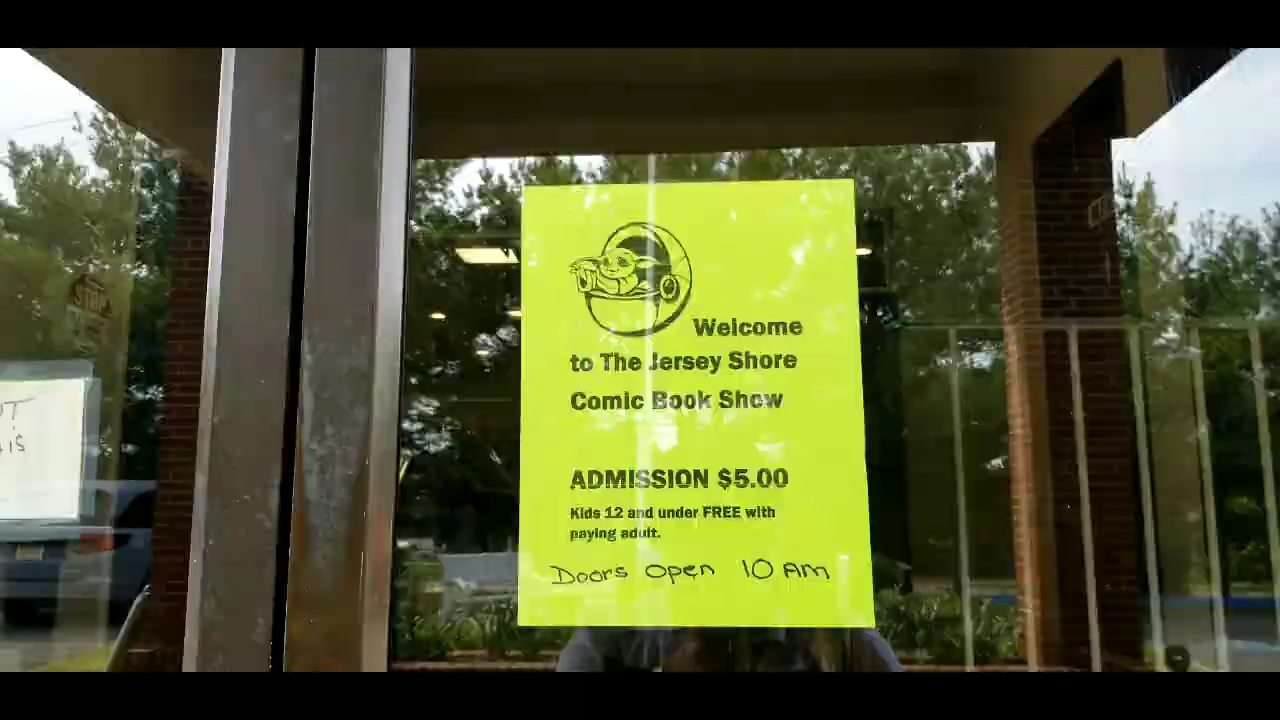 STOP
Welcome
to The Jersey Shore
Comic Book Show
ADMISSION $5.00
Kids 12 and under FREE with
paying adult.
Doors Open 10 AM